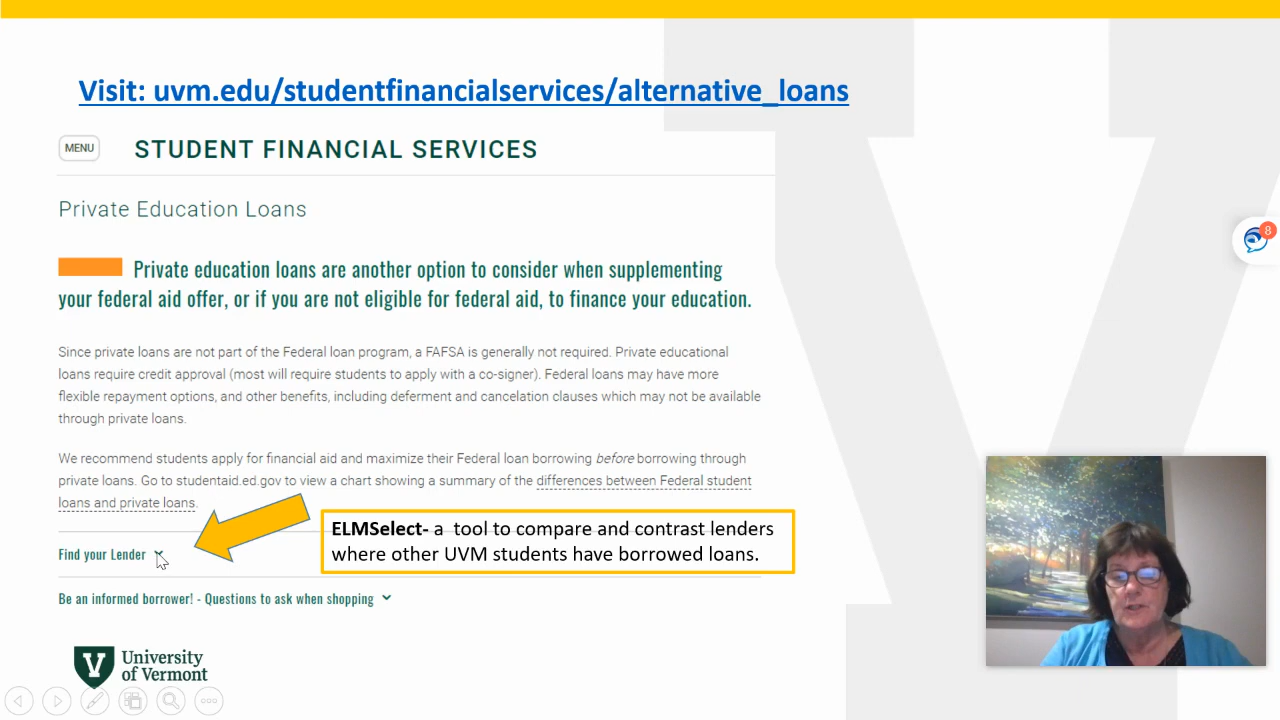 Visit: uvm.edu/studentfinancialservices/alternative_loans
MENU
STUDENT FINANCIAL SERVICES
Private Education Loans
Private education loans are another option to consider when supplementing
your federal aid offer, or if you are not eligible for federal aid, to finance your education.
Since private loans are not part of the Federal loan program, a FAFSA is generally not required. Private educational
loans require credit approval (most will require students to apply with a co-signer). Federal loans may have more
flexible repayment options, and other benefits, including deferment and cancelation clauses which may not be available
through private loans.
We recommend students apply for financial aid and maximize their Federal loan borrowing before borrowing through
private loans. Go to studentaid.ed.gov to view a chart showing a summary of the differences between Federal student
loans and private loans.
ELMSelect- a tool to compare and contrast lenders
where other UVM students have borrowed loans.
Find your Lender
Be an informed borrower! - Questions to ask when shopping
University
of Vermont
8